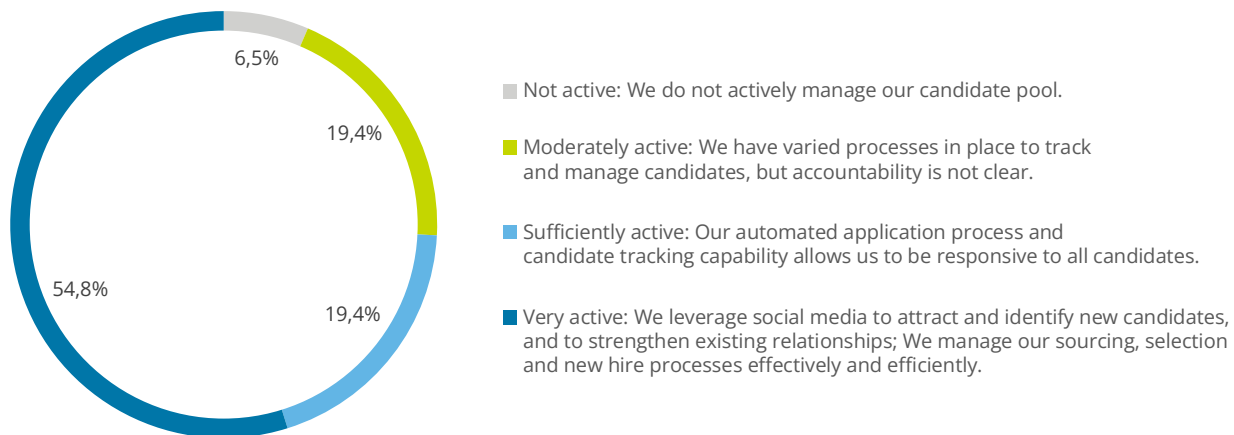 6,5%
19,4%
19,4%
54,8%
Not active: We do not actively manage our candidate pool.
Moderately active: We have varied processes in place to track
and manage candidates, but accountability is not clear.
Sufficiently active: Our automated application process and
candidate tracking capability allows us to be responsive to all candidates.
Very active: We leverage social media to attract and identify new candidates,
and to strengthen existing relationships; We manage our sourcing, selection
and new hire processes effectively and efficiently.